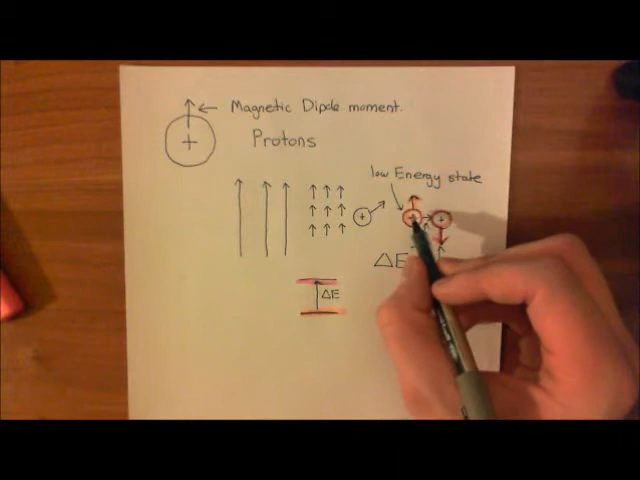 Magnetic Dipole moment.
+
Protons
low Energy state
+ + +
ΔE
ΔE